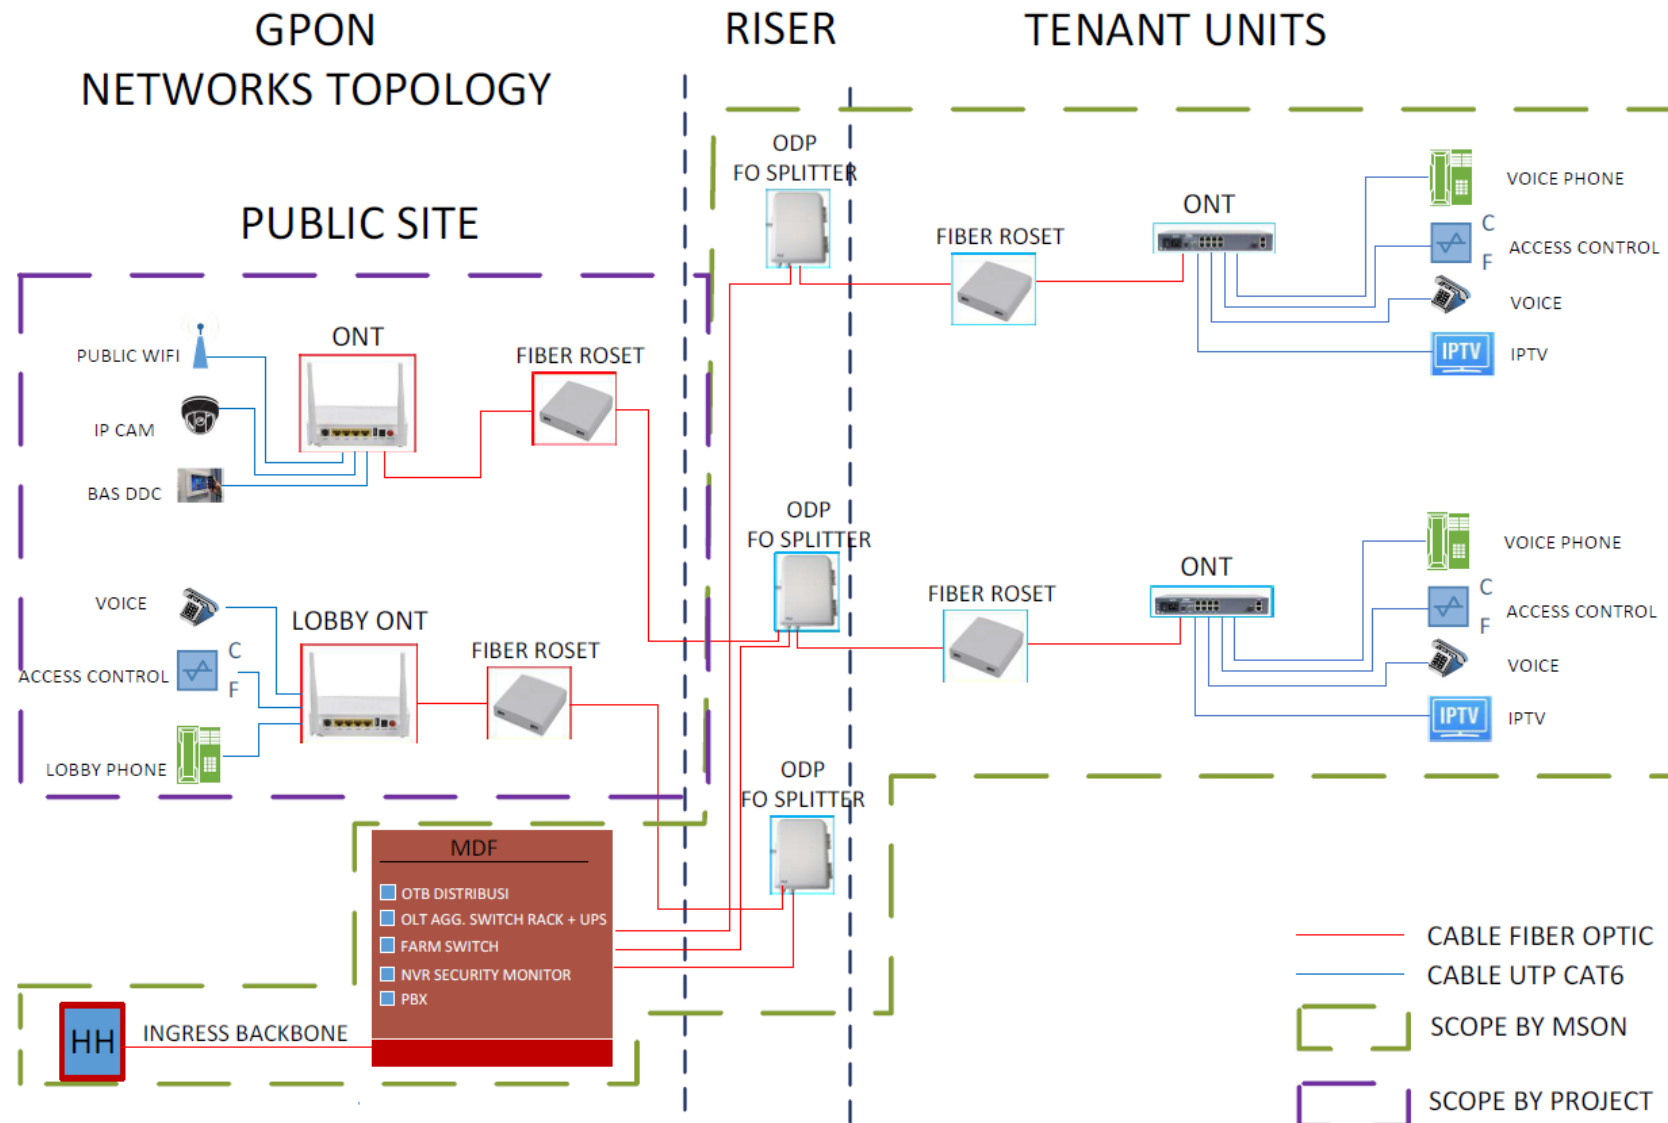 GPON
NETWORKS TOPOLOGY
RISER
TENANT UNITS
PUBLIC SITE
ONT
PUBLIC WIFI
IP CAM
BAS DDC
FIBER ROSET
VOICE
LOBBY ONT
ACCESS CONTROL
C
F
LOBBY PHONE
FIBER ROSET
MDF
OTB DISTRIBUSI
OLT AGG. SWITCH RACK + UPS
FARM SWITCH
NVR SECURITY MONITOR
PBX
HH
INGRESS BACKBONE
ODP
FO SPLITTER
ODP
FO SPLITTER
ODP
FO SPLITTER
FIBER ROSET
ONT
VOICE PHONE
C
F
ACCESS CONTROL
VOICE
IPTV
IPTV
FIBER ROSET
ONT
VOICE PHONE
C
F
ACCESS CONTROL
VOICE
IPTV
IPTV
CABLE FIBER OPTIC
CABLE UTP CAT6
SCOPE BY MSON
SCOPE BY PROJECT